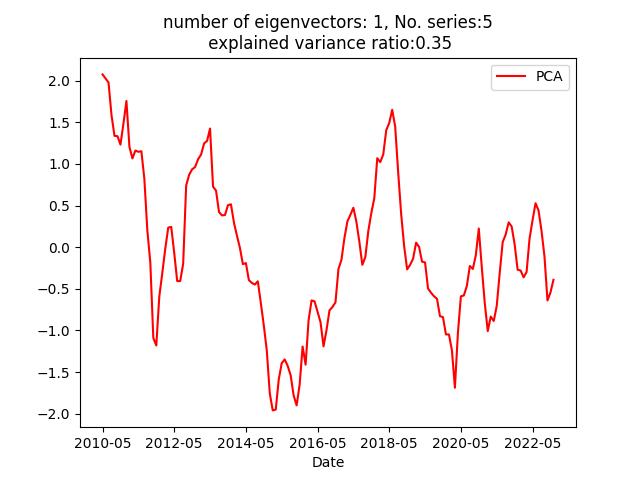 number of eigenvectors: 1, No. series:5
explained variance ratio:0.35
PCA
2.0
1.5
1.0
0.5
0.0
−0.5
−1.0
−1.5
−2.0
2010-05 2012-05 2014-05 2016-05 2018-05 2020-05 2022-05
Date